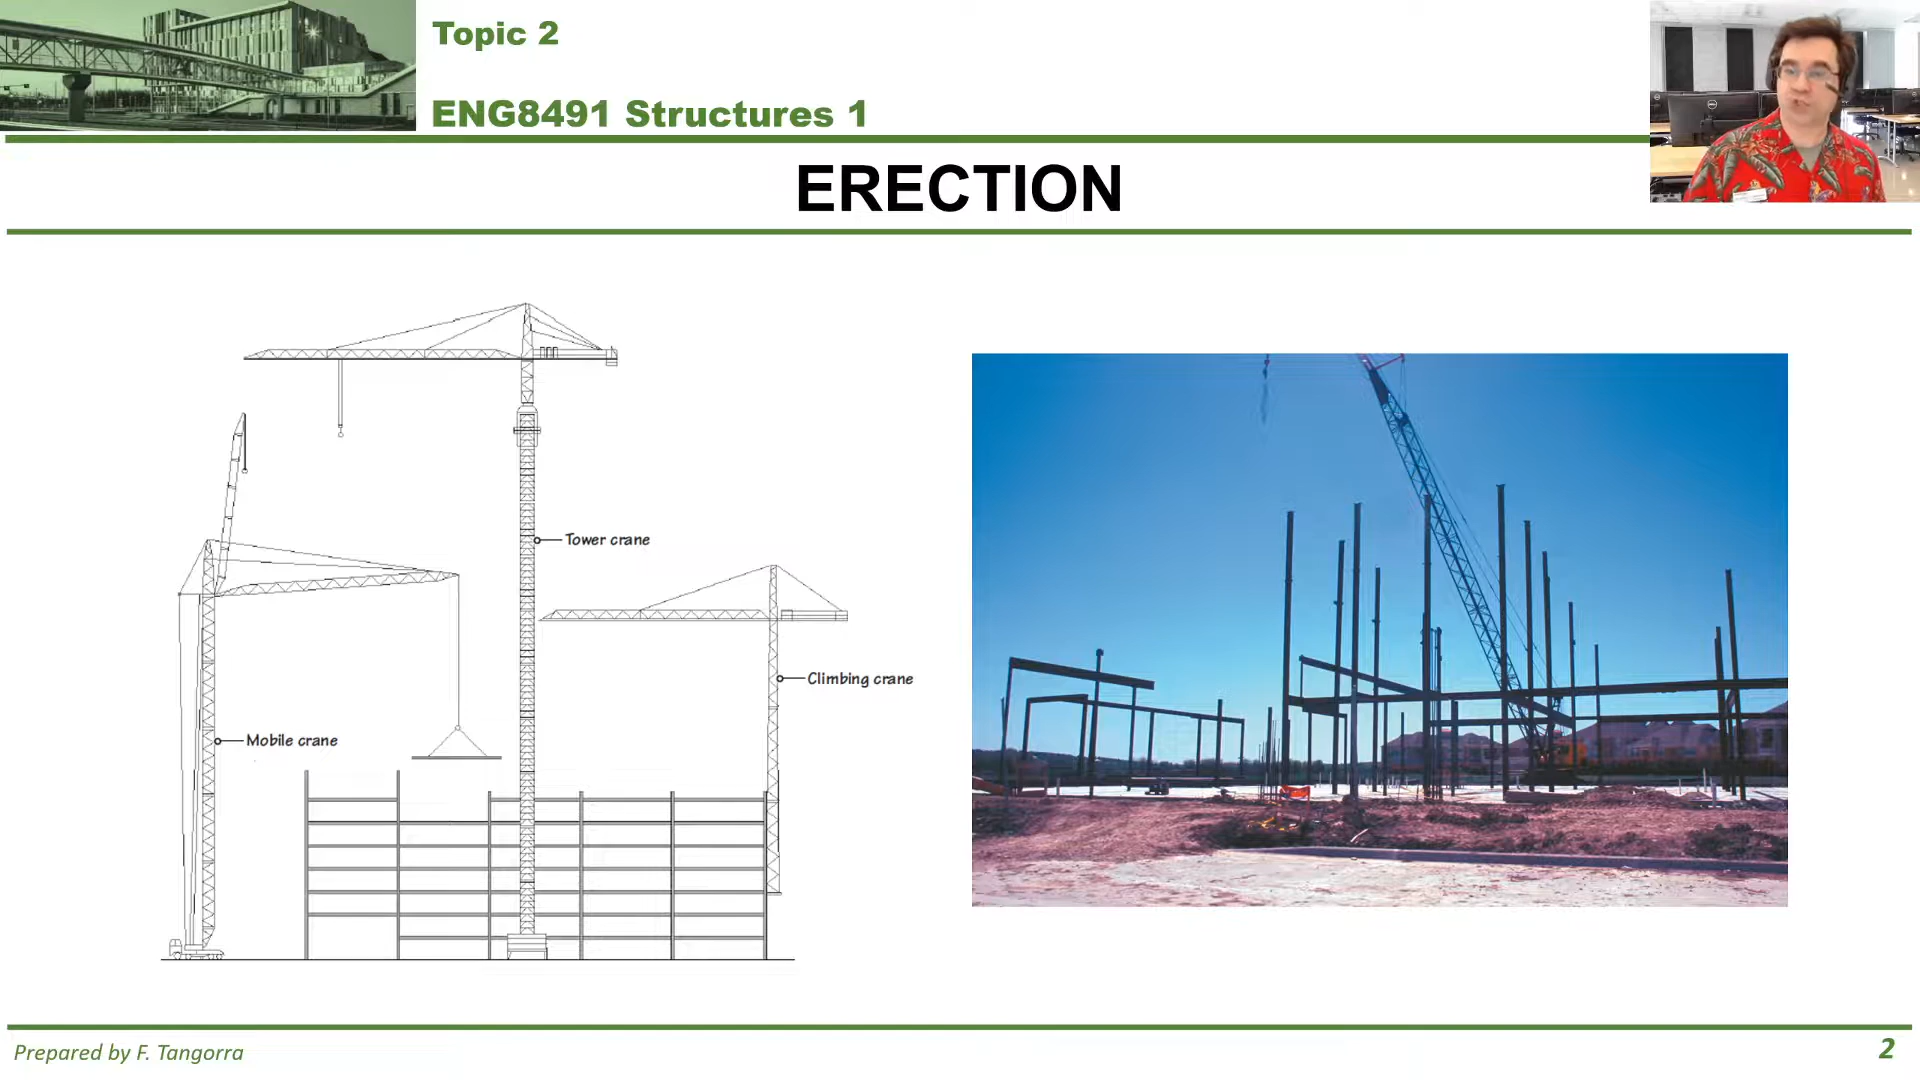 Topic 2
ENG8491 Structures 1
ERECTION
Tower crane
Climbing crane
Mobile crane
Prepared by F. Tangorra
2